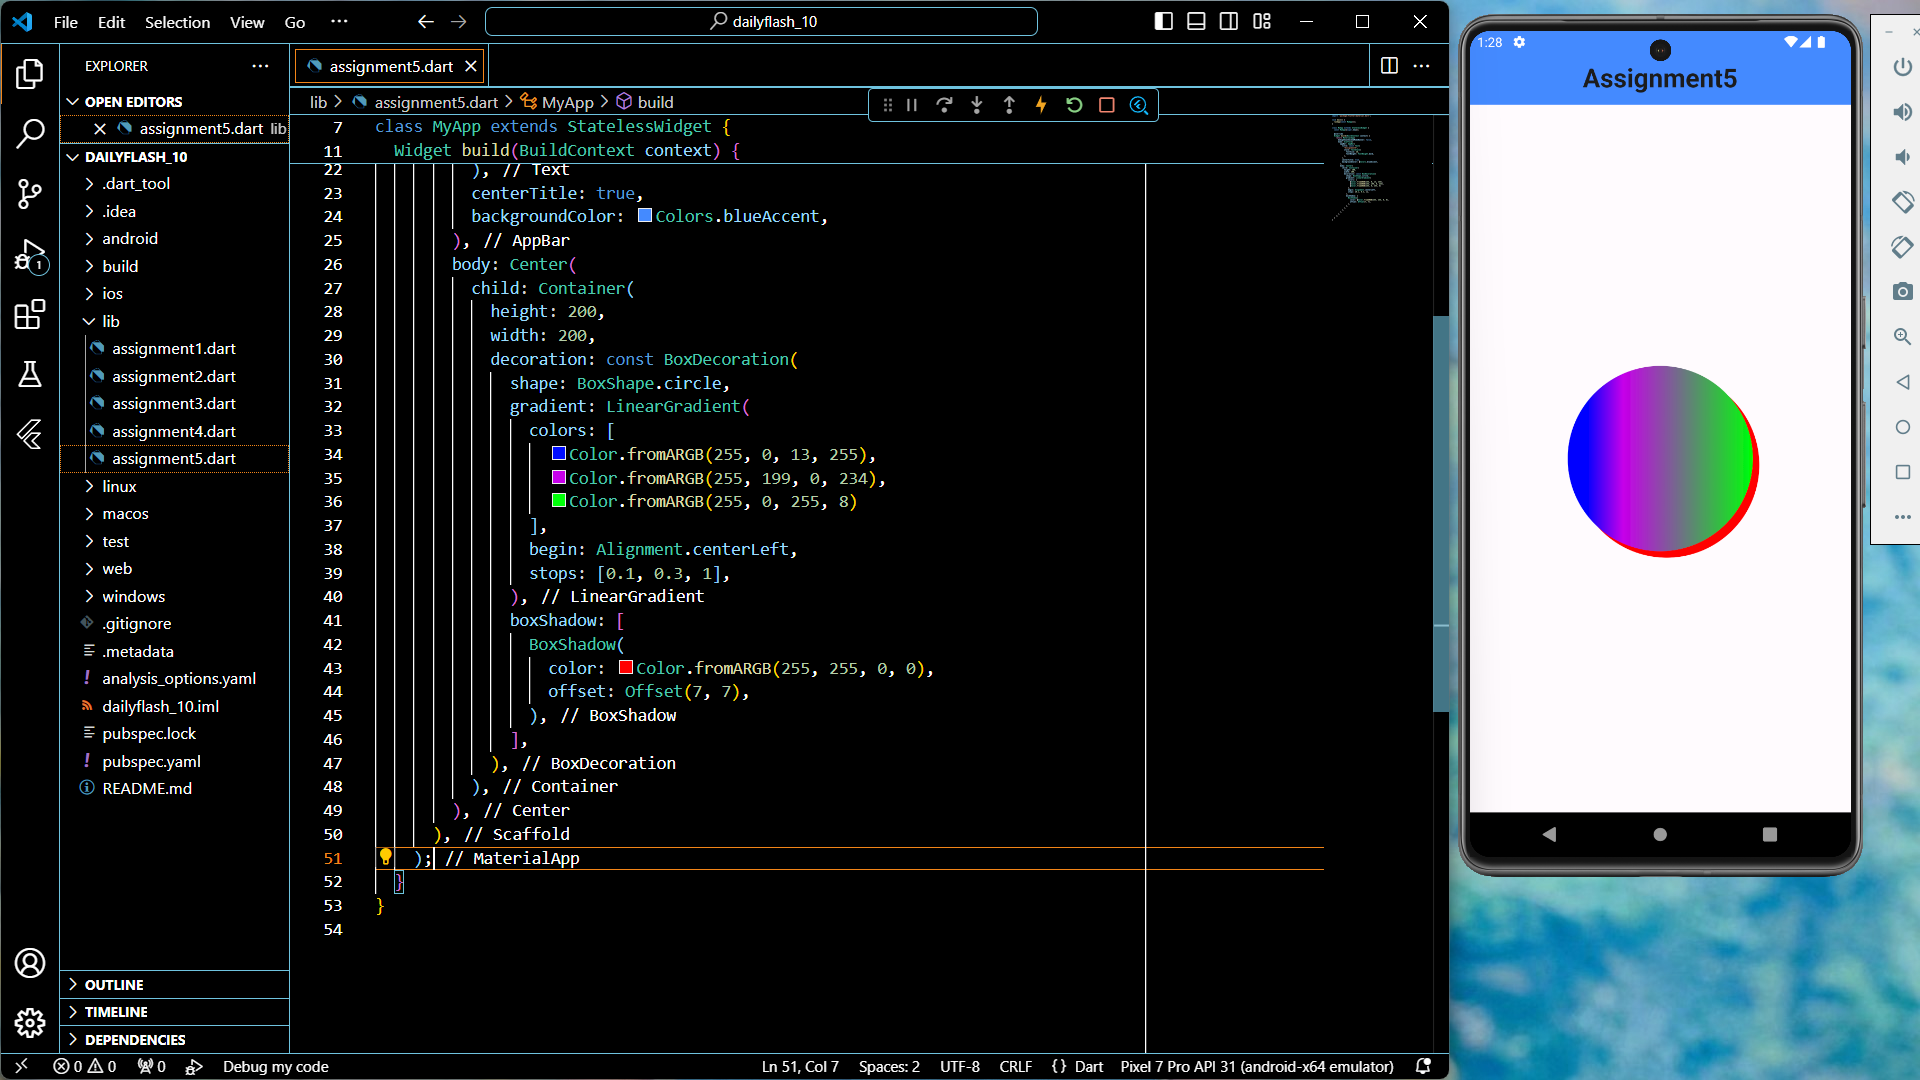 File Edit Selection View Go ···
dailyflash_10
EXPLORER
OPEN EDITORS
assignment5.dart lib
DAILYFLASH_10
.dart_tool
.idea
android
build
ios
lib
assignment1.dart
assignment2.dart
assignment3.dart
assignment4.dart
assignment5.dart
linux
macos
test
web
windows
.gitignore
.metadata
! analysis_options.yaml
dailyflash_10.iml
pubspec.lock
! pubspec.yaml
README.md
OUTLINE
TIMELINE
DEPENDENCIES
1
assignment5.dart
lib > assignment5.dart > MyApp > build
7 class MyApp extends StatelessWidget {
11 Widget build(BuildContext context) {
22 ), // Text
23 centerTitle: true,
24 backgroundColor: Colors.blueAccent,
25 ), // AppBar
26 body: Center(
27 child: Container(
28 height: 200,
29 width: 200,
30 decoration: const BoxDecoration(
31 shape: BoxShape.circle,
32 gradient: LinearGradient(
33 colors: [
34 Color.fromARGB(255, 0, 13, 255),
35 Color.fromARGB(255, 199, 0, 234),
36 Color.fromARGB(255, 0, 255, 8)
37 ],
38 begin: Alignment.centerLeft,
39 stops: [0.1, 0.3, 1],
40 ), // LinearGradient
41 boxShadow: [
42 BoxShadow(
43 color: Color.fromARGB(255, 255, 0, 0),
44 offset: Offset(7, 7),
45 ), // BoxShadow
46 ],
47 ), // BoxDecoration
48 ), // Container
49 ), // Center
50 ), // Scaffold
51 ); // MaterialApp
52 }
53 }
54
0 0 0 Debug my code
Ln 51, Col 7 Spaces: 2 UTF-8 CRLF {} Dart Pixel 7 Pro API 31 (android-x64 emulator)
1:28
Assignment5